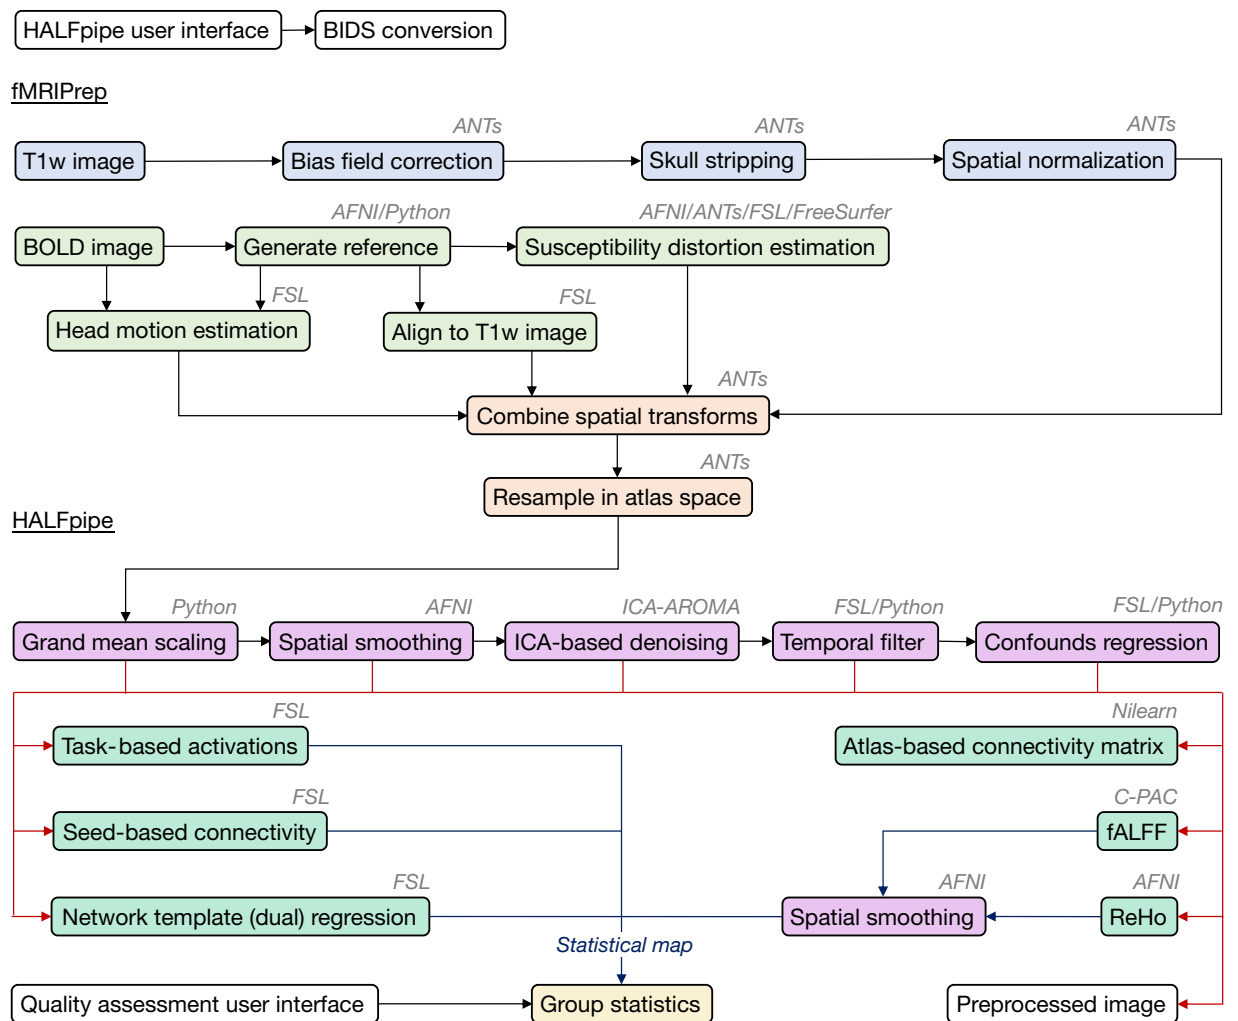 HALFpipe user interface
BIDS conversion
fMRIPrep
ANTs
ANTs
ANTs
T1w image
Bias field correction
Skull stripping
Spatial normalization
AFNI/Python
AFNI/ANTs/FSL/FreeSurfer
BOLD image
Generate reference
Susceptibility distortion estimation
FSL
FSL
Head motion estimation
Align to T1w image
ANTs
Combine spatial transforms
ANTs
Resample in atlas space
HALFpipe
Python
AFNI
ICA-AROMA
FSL/Python
FSL/Python
Grand mean scaling
Spatial smoothing
ICA-based denoising
Temporal filter
Confounds regression
FSL
Nilearn
Task-based activations
Atlas-based connectivity matrix
FSL
C-PAC
Seed-based connectivity
fALFF
FSL
AFNI
AFNI
Network template (dual) regression
Spatial smoothing
ReHo
Statistical map
Quality assessment user interface
Group statistics
Preprocessed image